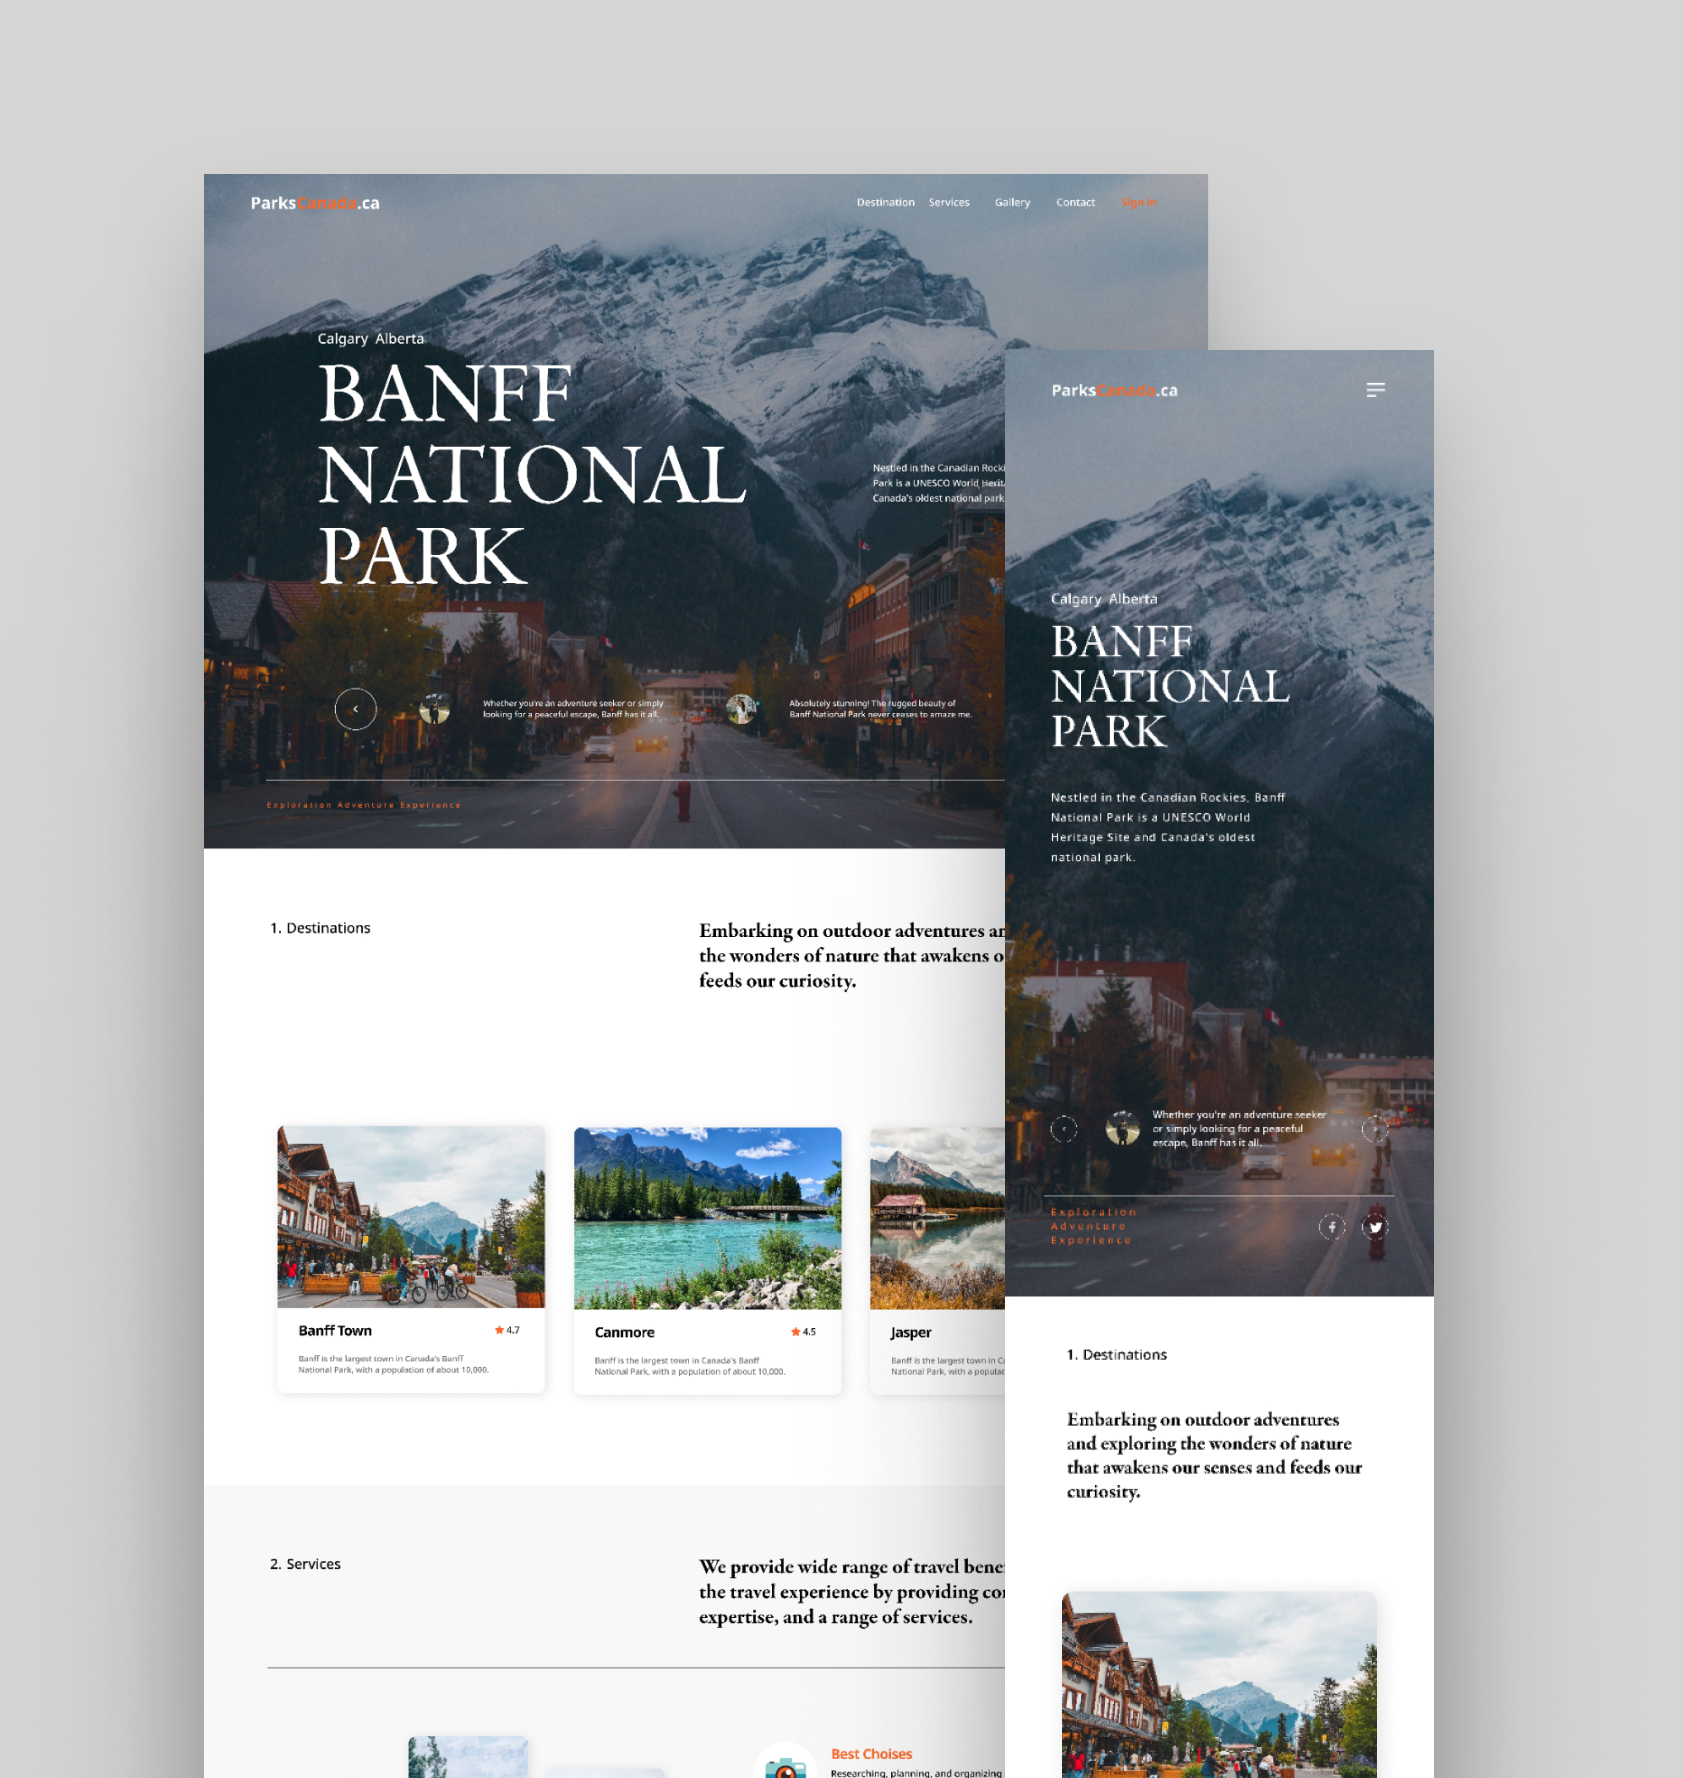 ParksCanada.ca
Destination Services Gallery Contact Sign in
Calgary Alberta
BANFF
NATIONAL
PARK
Nestled in the Canadian Rocki
Park is a UNESCO World Herit
Canada's oldest national park
Whether you're an adventure seeker or simply
looking for a peaceful escape, Banff has it all.
Absolutely stunning! The rugged beauty of
Banff National Park never ceases to amaze me.
Exploration Adventure Experience
1. Destinations
Embarking on outdoor adventures an
the wonders of nature that awakens o
feeds our curiosity.
Banff Town
4.7
Banff is the largest town in Canada's Banff
National Park, with a population of about 10,000.
Canmore
4.5
Banff is the largest town in Canada's Banff
National Park, with a population of about 10,000.
Jasper
Banff is the largest town in C
National Park, with a populat
2. Services
We provide wide range of travel bene
the travel experience by providing co
expertise, and a range of services.
Best Choises
Researching, planning, and organizing
ParksCanada.ca
Calgary Alberta
BANFF
NATIONAL
PARK
Nestled in the Canadian Rockies, Banff
National Park is a UNESCO World
Heritage Site and Canada's oldest
national park.
Whether you're an adventure seeker
or simply looking for a peaceful
escape, Banff has it all.
Exploration
Adventure
Experience
1. Destinations
Embarking on outdoor adventures
and exploring the wonders of nature
that awakens our senses and feeds our
curiosity.